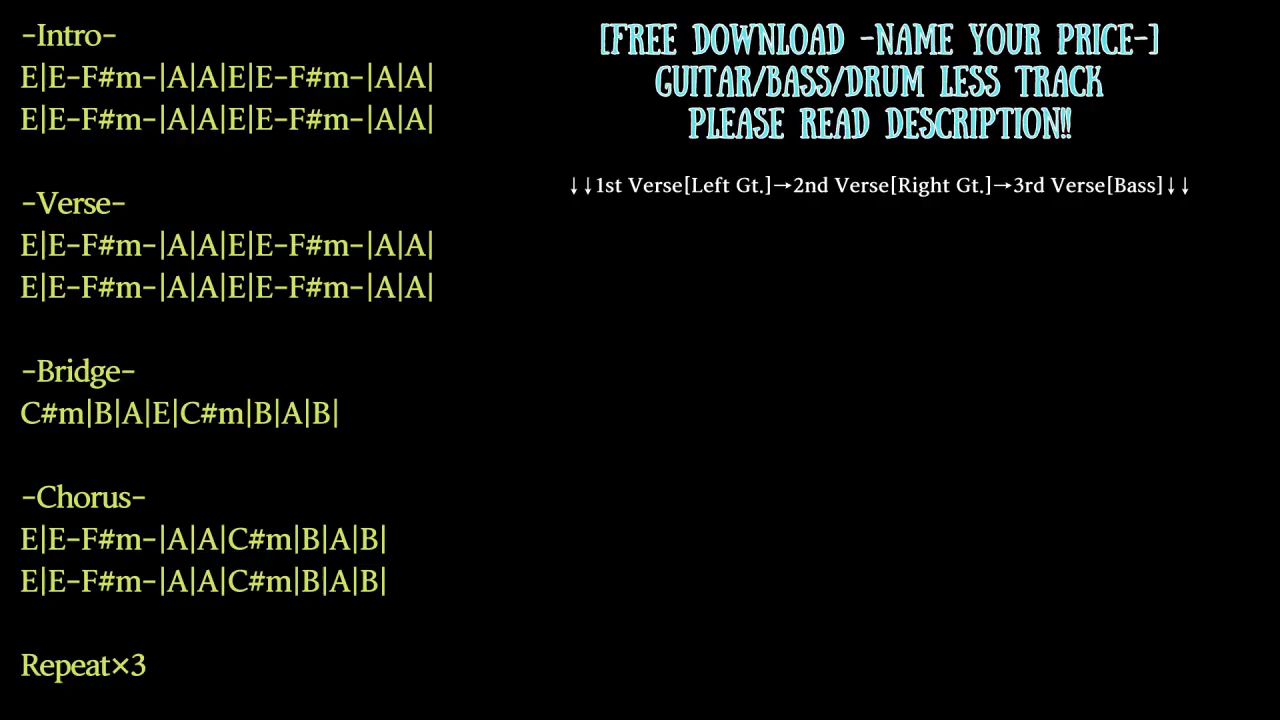 -Intro-
E|E-F#m-|A|A|E|E-F#m-|A|A|
E|E-F#m-|A|A|E|E-F#m-|A|A|
-Verse-
E|E-F#m-|A|A|E|E-F#m-|A|A|
E|E-F#m-|A|A|E|E-F#m-|A|A|
-Bridge-
C#m|B|A|E|C#m|B|A|B|
-Chorus-
E|E-F#m-|A|A|C#m|B|A|B|
E|E-F#m-|A|A|C#m|B|A|B|
Repeat×3
[FREE DOWNLOAD -NAME YOUR PRICE-]
GUITAR/BASS/DRUM LESS TRACK
PLEASE READ DESCRIPTION!!
↓↓1st Verse[Left Gt.]→2nd Verse[Right Gt.]→3rd Verse[Bass]↓↓